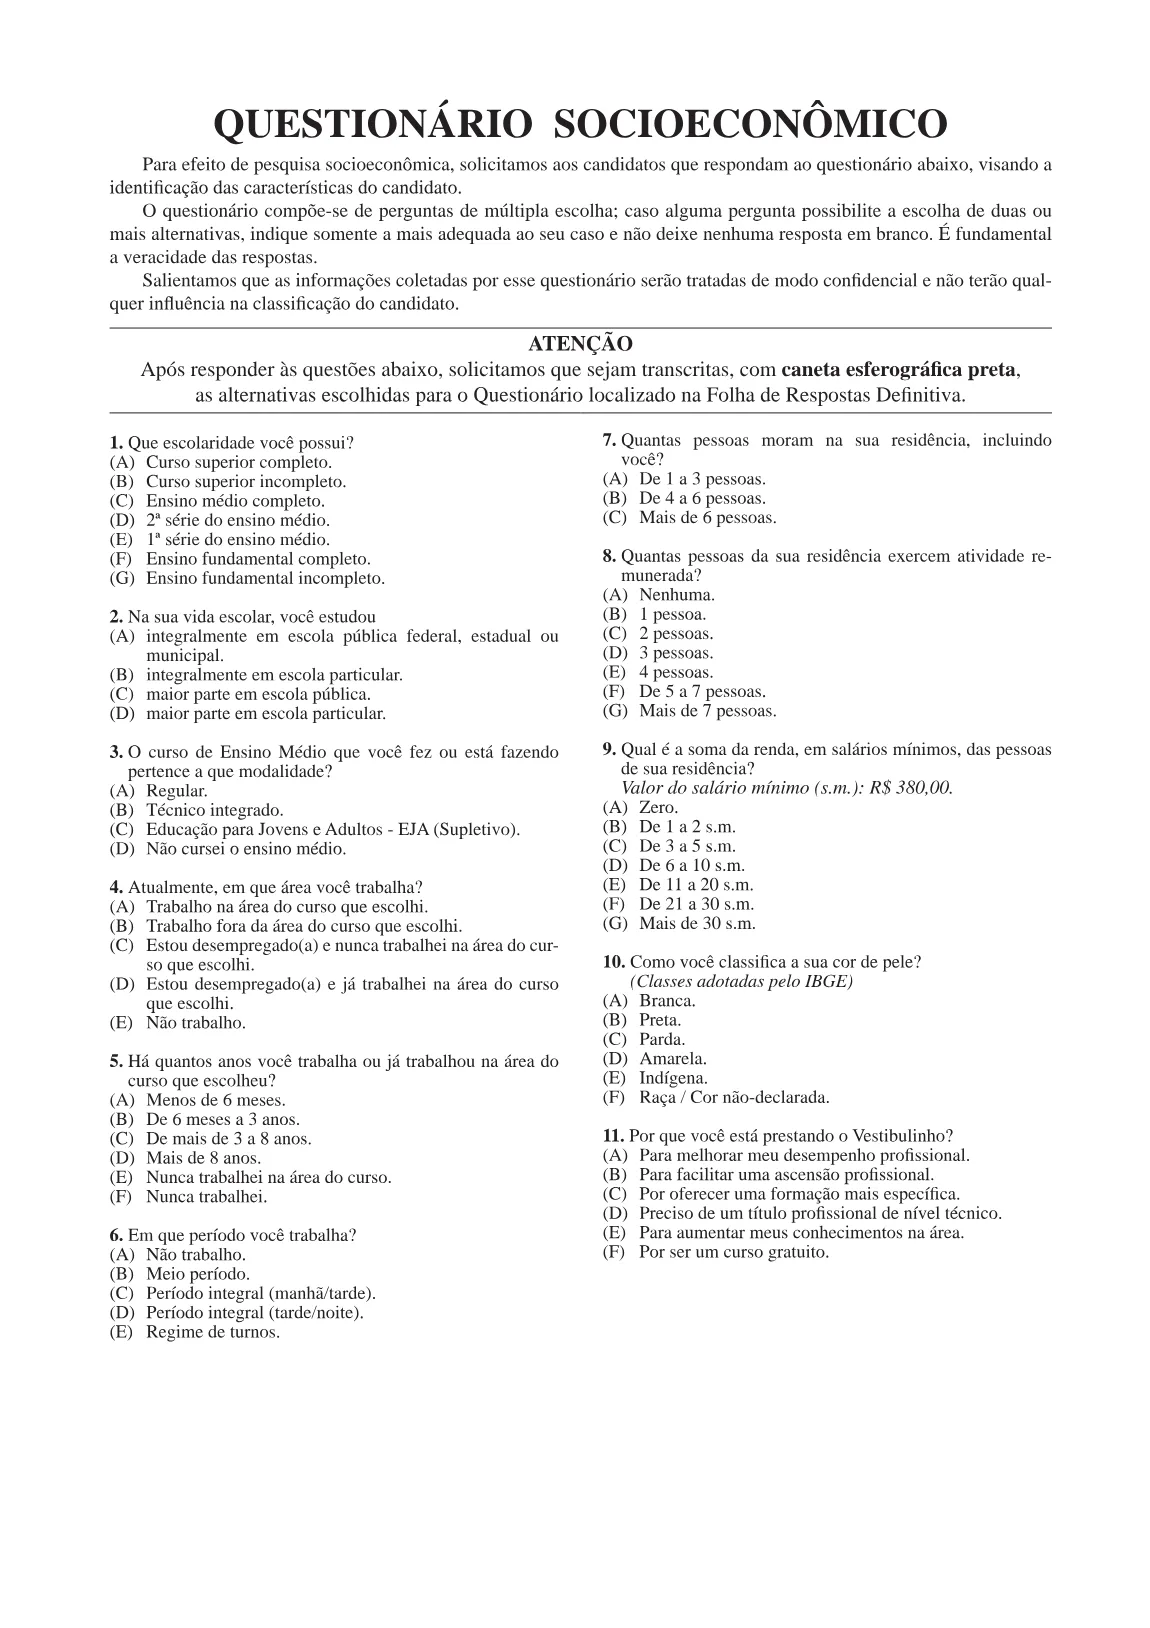 QUESTIONÁRIO SOCIOECONÔMICO
Para efeito de pesquisa socioeconômica, solicitamos aos candidatos que respondam ao questionário abaixo, visando a
identificação das características do candidato.
O questionário compõe-se de perguntas de múltipla escolha; caso alguma pergunta possibilite a escolha de duas ou
mais alternativas, indique somente a mais adequada ao seu caso e não deixe nenhuma resposta em branco. É fundamental
a veracidade das respostas.
Salientamos que as informações coletadas por esse questionário serão tratadas de modo confidencial e não terão qual-
quer influência na classificação do candidato.
ATENÇÃO
Após responder às questões abaixo, solicitamos que sejam transcritas, com caneta esferográfica preta,
as alternativas escolhidas para o Questionário localizado na Folha de Respostas Definitiva.
1. Que escolaridade você possui?
(A) Curso superior completo.
(B) Curso superior incompleto.
(C) Ensino médio completo.
(D) 2ª série do ensino médio.
(E) 1ª série do ensino médio.
(F) Ensino fundamental completo.
(G) Ensino fundamental incompleto.
2. Na sua vida escolar, você estudou
(A) integralmente em escola pública federal, estadual ou
municipal.
(B) integralmente em escola particular.
(C) maior parte em escola pública.
(D) maior parte em escola particular.
3. O curso de Ensino Médio que você fez ou está fazendo
pertence a que modalidade?
(A) Regular.
(B) Técnico integrado.
(C) Educação para Jovens e Adultos - EJA (Supletivo).
(D) Não cursei o ensino médio.
4. Atualmente, em que área você trabalha?
(A) Trabalho na área do curso que escolhi.
(B) Trabalho fora da área do curso que escolhi.
(C) Estou desempregado(a) e nunca trabalhei na área do cur-
so que escolhi.
(D) Estou desempregado(a) e já trabalhei na área do curso
que escolhi.
(E) Não trabalho.
5. Há quantos anos você trabalha ou já trabalhou na área do
curso que escolheu?
(A) Menos de 6 meses.
(B) De 6 meses a 3 anos.
(C) De mais de 3 a 8 anos.
(D) Mais de 8 anos.
(E) Nunca trabalhei na área do curso.
(F) Nunca trabalhei.
6. Em que período você trabalha?
(A) Não trabalho.
(B) Meio período.
(C) Período integral (manhã/tarde).
(D) Período integral (tarde/noite).
(E) Regime de turnos.
7. Quantas pessoas moram na sua residência, incluindo
você?
(A) De 1 a 3 pessoas.
(B) De 4 a 6 pessoas.
(C) Mais de 6 pessoas.
8. Quantas pessoas da sua residência exercem atividade re-
munerada?
(A) Nenhuma.
(B) 1 pessoa.
(C) 2 pessoas.
(D) 3 pessoas.
(E) 4 pessoas.
(F) De 5 a 7 pessoas.
(G) Mais de 7 pessoas.
9. Qual é a soma da renda, em salários mínimos, das pessoas
de sua residência?
Valor do salário mínimo (s.m.): R$ 380,00.
(A) Zero.
(B) De 1 a 2 s.m.
(C) De 3 a 5 s.m.
(D) De 6 a 10 s.m.
(E) De 11 a 20 s.m.
(F) De 21 a 30 s.m.
(G) Mais de 30 s.m.
10. Como você classifica a sua cor de pele?
(Classes adotadas pelo IBGE)
(A) Branca.
(B) Preta.
(C) Parda.
(D) Amarela.
(E) Indígena.
(F) Raça / Cor não-declarada.
11. Por que você está prestando o Vestibulinho?
(A) Para melhorar meu desempenho profissional.
(B) Para facilitar uma ascensão profissional.
(C) Por oferecer uma formação mais específica.
(D) Preciso de um título profissional de nível técnico.
(E) Para aumentar meus conhecimentos na área.
(F) Por ser um curso gratuito.